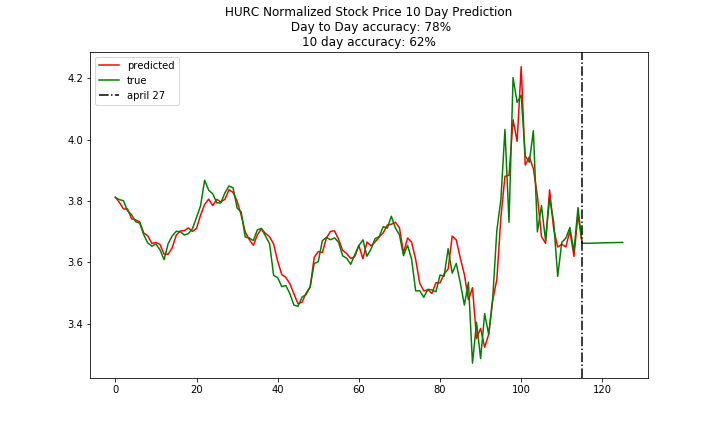 HURC Normalized Stock Price 10 Day Prediction
Day to Day accuracy: 78%
10 day accuracy: 62%
predicted
true
april 27
4.2
4.0
3.8
3.6
3.4
0 20 40 60 80 100 120